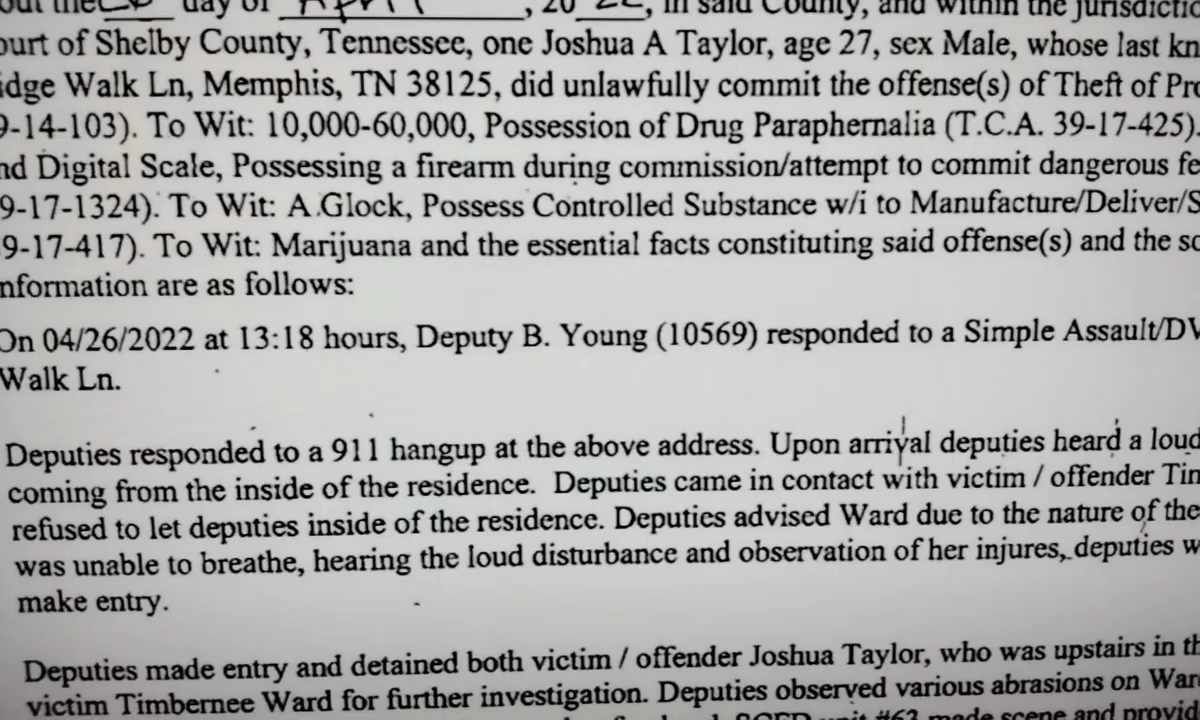 day of April, 20 22, in said County, and within the
ourt of Shelby County, Tennessee, one Joshua A Taylor, age 27, sex Male, whose last kn
idge Walk Ln, Memphis, TN 38125, did unlawfully commit the offense(s) of Theft of Pro
9-14-103). To Wit: 10,000-60,000, Possession of Drug Paraphernalia (T.C.A. 39-17-425).
nd Digital Scale, Possessing a firearm during commission/attempt to commit dangerous fe
9-17-1324). To Wit: A.Glock, Possess Controlled Substance w/i to Manufacture/Deliver/S
9-17-417). To Wit: Marijuana and the essential facts constituting said offense(s) and the so
nformation are as follows:
On 04/26/2022 at 13:18 hours, Deputy B. Young (10569) responded to a Simple Assault/DV
Walk Ln.
Deputies responded to a 911 hangup at the above address. Upon arriyal deputies heard a loud
coming from the inside of the residence. Deputies came in contact with victim / offender Tim
refused to let deputies inside of the residence. Deputies advised Ward due to the nature of the
was unable to breathe, hearing the loud disturbance and observation of her injures, deputies w
make entry.
Deputies made entry and detained both victim / offender Joshua Taylor, who was upstairs in th
victim Timbernee Ward for further investigation. Deputies observed various abrasions on War
unit #63 made scene and provid